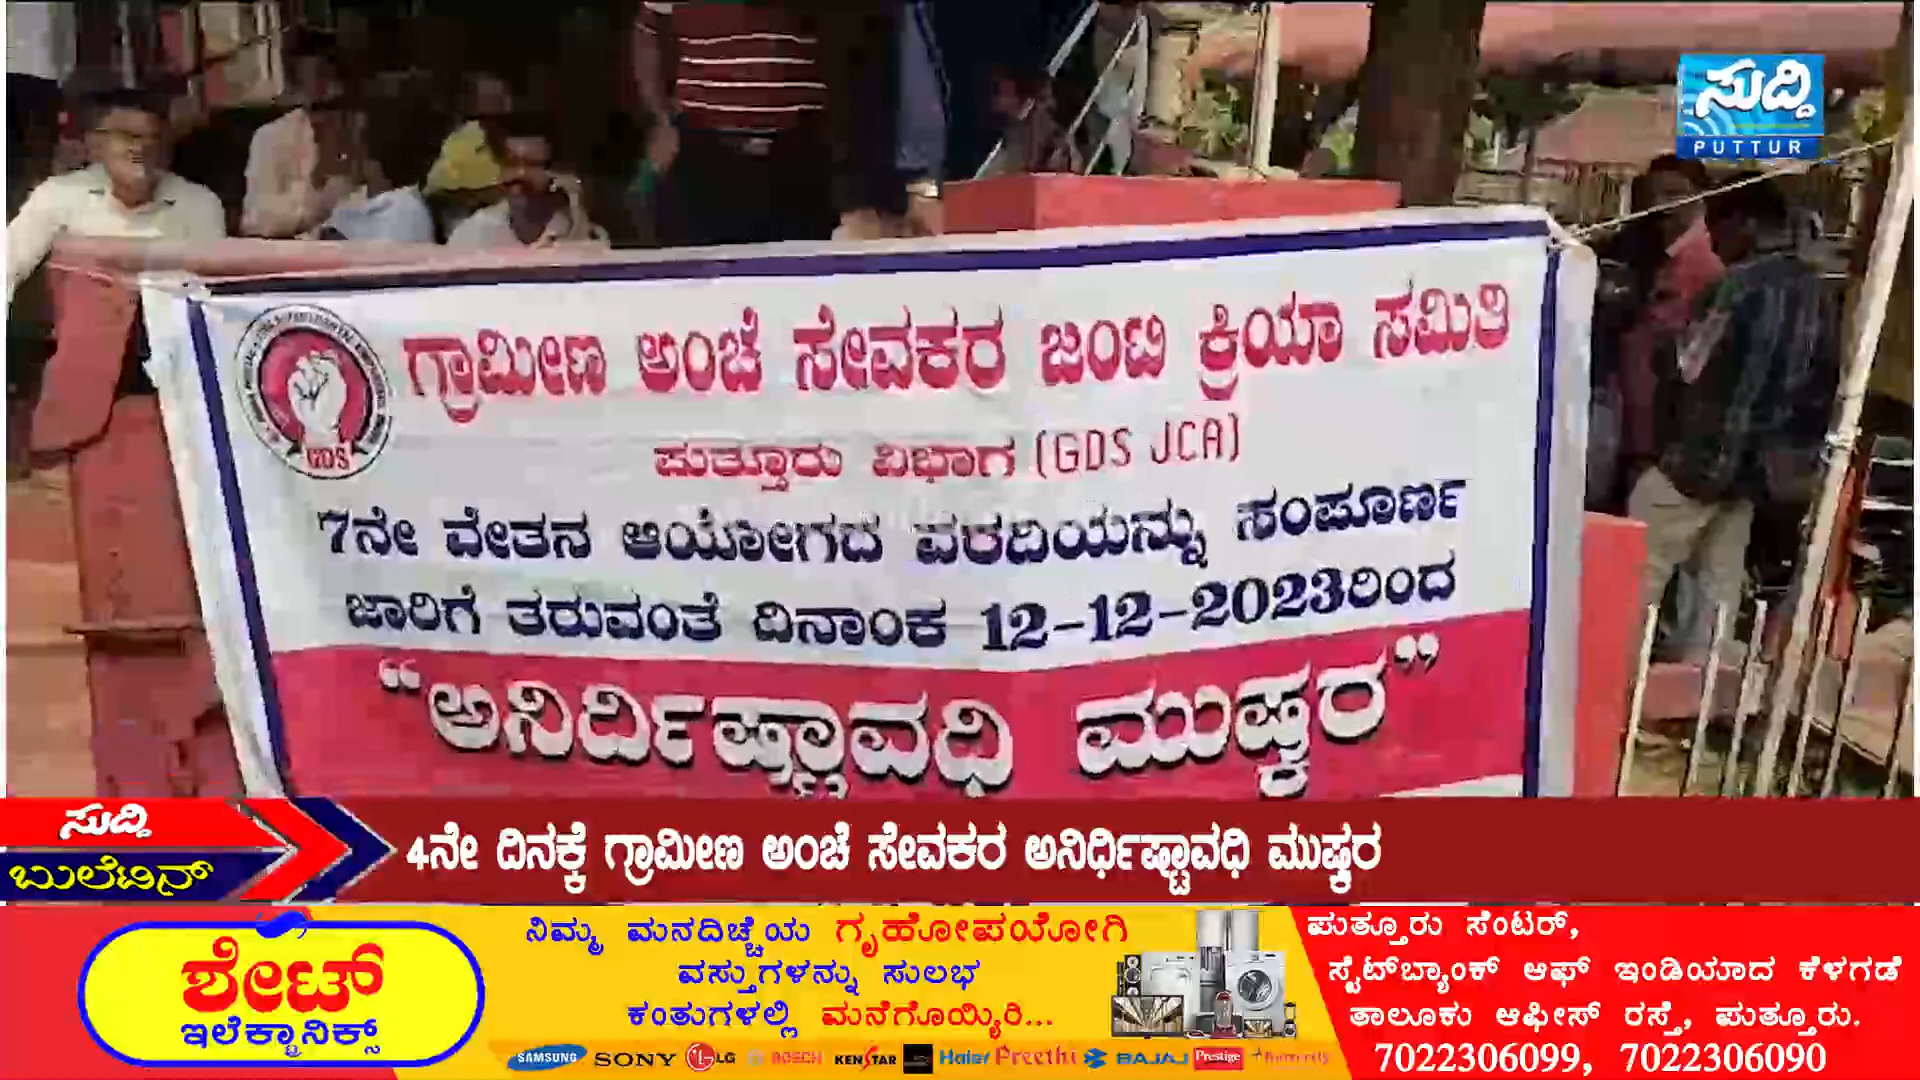 ಸುದ್ದಿ
PUTTUR
ಗ್ರಾಮೀಣ ಅಂಚೆ ಸೇವಕರ ಜಂಟಿ ಕ್ರಿಯಾ ಸಮಿತಿ
GDS
ಪುತ್ತೂರು ವಿಭಾಗ (GDS JCA)
7ನೇ ವೇತನ ಆಯೋಗದ ವರದಿಯನ್ನು ಸಂಪೂರ್ಣ
ಜಾರಿಗೆ ತರುವಂತೆ ದಿನಾಂಕ 12-12-2023ರಿಂದ
“ಅನಿರ್ದಿಷ್ಟಾವಧಿ ಮುಷ್ಕರ”
ಸುದ್ದಿ
ಬುಲೆಟಿನ್
4ನೇ ದಿನಕ್ಕೆ ಗ್ರಾಮೀಣ ಅಂಚೆ ಸೇವಕರ ಅನಿರ್ಧಿಷ್ಟಾವಧಿ ಮುಷ್ಕರ
ಶೇಟ್
ಇಲೆಕ್ಟ್ರಾನಿಕ್ಸ್
ನಿಮ್ಮ ಮನದಿಚ್ಚೆಯ ಗೃಹೋಪಯೋಗಿ
ವಸ್ತುಗಳನ್ನು ಸುಲಭ
ಕಂತುಗಳಲ್ಲಿ ಮನೆಗೊಯ್ಯಿರಿ...
SAMSUNG SONY LG BOSCH KENSTAR Haier Preethi BAJAJ Prestige Butterfly
ಪುತ್ತೂರು ಸೆಂಟರ್,
ಸ್ಟೇಟ್‌ಬ್ಯಾಂಕ್ ಆಫ್ ಇಂಡಿಯಾದ ಕೆಳಗಡೆ
ತಾಲೂಕು ಆಫೀಸ್ ರಸ್ತೆ, ಪುತ್ತೂರು.
7022306099, 7022306090